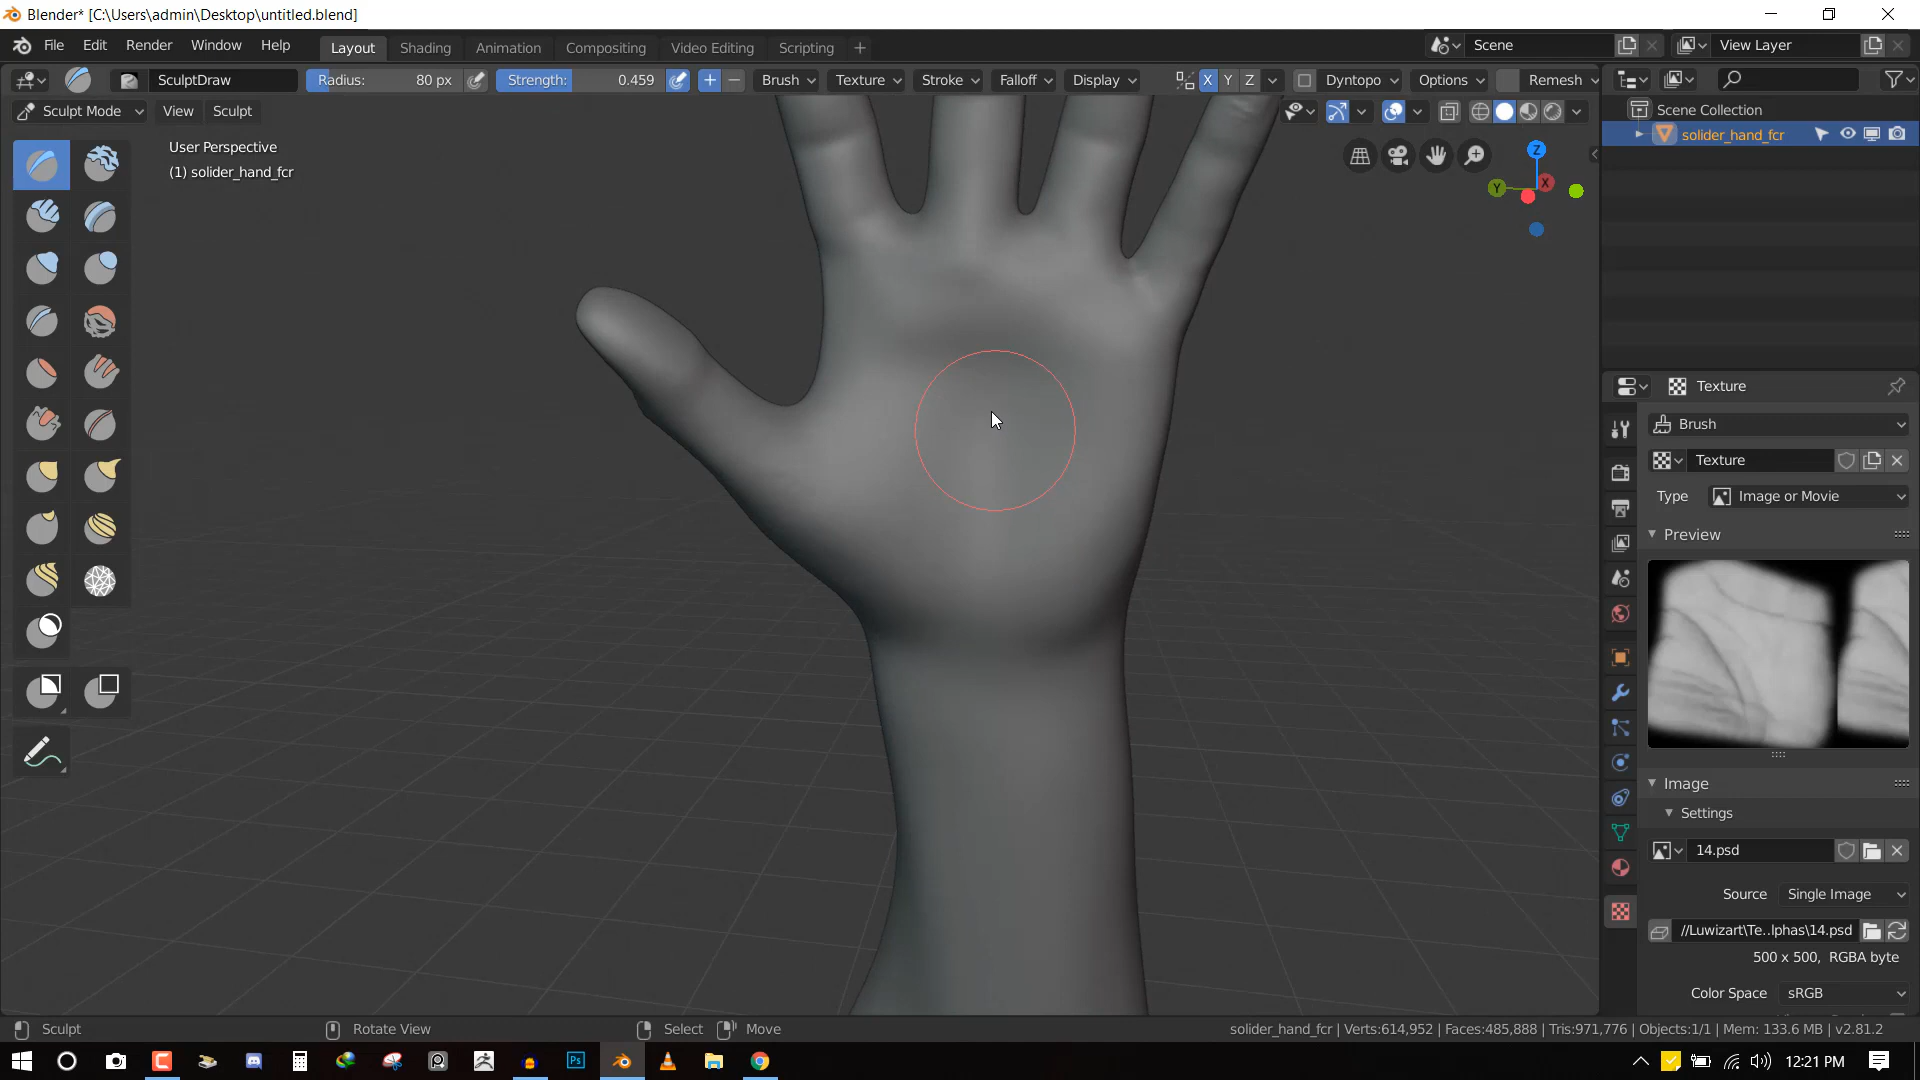 Blender* [C:\Users\admin\Desktop\untitled.blend]
File Edit Render Window Help Layout Shading Animation Compositing Video Editing Scripting Scene View Layer
SculptDraw Radius: 80 px Strength: 0.459 Brush Texture Stroke Falloff Display X Y Z Dyntopo Options Remesh
Sculpt Mode View Sculpt
Scene Collection
solider_hand_fcr
User Perspective
(1) solider_hand_fcr
Z
Y X
Texture
Brush
Texture
Type Image or Movie
Preview
Image
Settings
14.psd
Source Single Image
//Luwizart\Te..lphas\14.psd
500 x 500, RGBA byte
Color Space sRGB
Sculpt Rotate View Select Move solider_hand_fcr | Verts:614,952 | Faces:485,888 | Tris:971,776 | Objects:1/1 | Mem: 133.6 MB | v2.81.2
Ps 12:21 PM